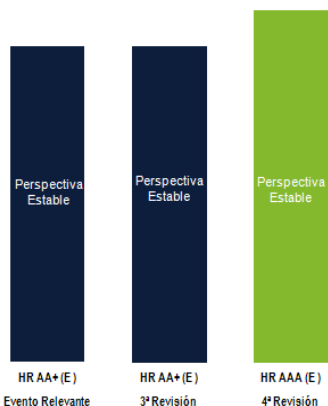 Perspectiva
Estable
Perspectiva
Estable
Perspectiva
Estable
HR AA+ (E)
Evento Relevante
HR AA+ (E)
3ª Revisión
HR AAA (E)
4ª Revisión